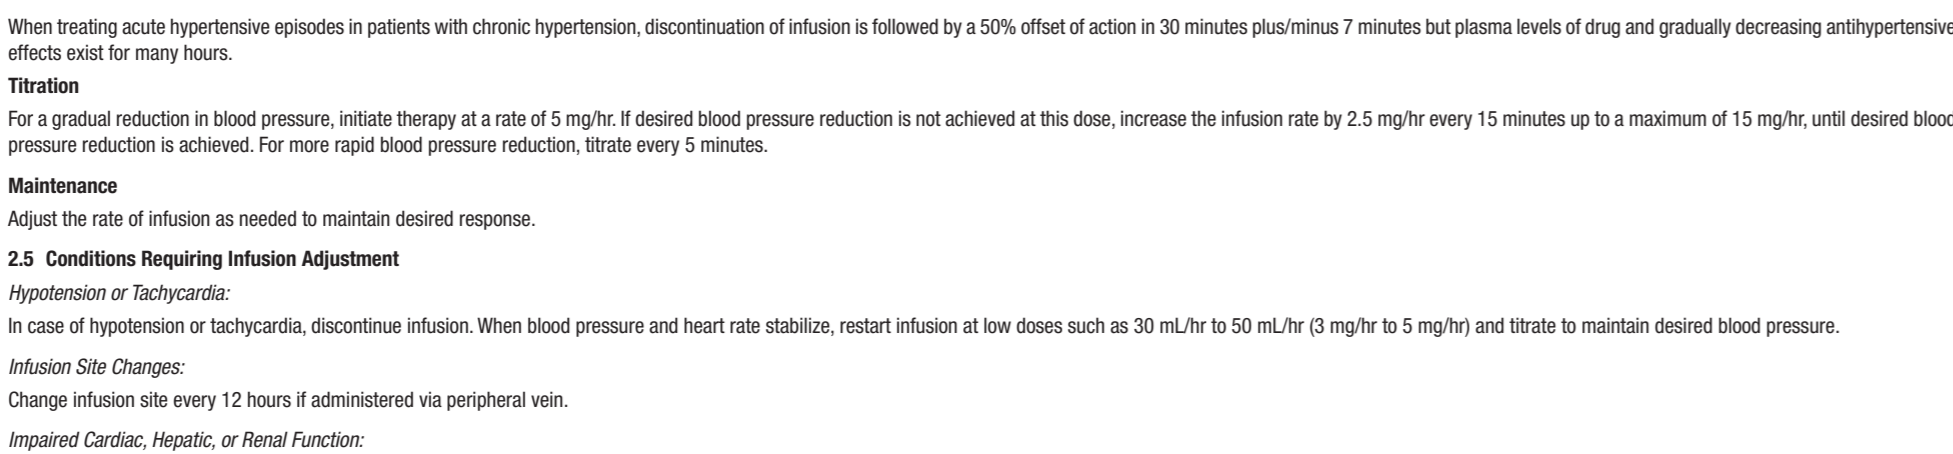 When treating acute hypertensive episodes in patients with chronic hypertension, discontinuation of infusion is followed by a 50% offset of action in 30 minutes plus/minus 7 minutes but plasma levels of drug and gradually decreasing antihypertensive
effects exist for many hours.
Titration
For a gradual reduction in blood pressure, initiate therapy at a rate of 5 mg/hr. If desired blood pressure reduction is not achieved at this dose, increase the infusion rate by 2.5 mg/hr every 15 minutes up to a maximum of 15 mg/hr, until desired blood
pressure reduction is achieved. For more rapid blood pressure reduction, titrate every 5 minutes.
Maintenance
Adjust the rate of infusion as needed to maintain desired response.
2.5 Conditions Requiring Infusion Adjustment
Hypotension or Tachycardia:
In case of hypotension or tachycardia, discontinue infusion. When blood pressure and heart rate stabilize, restart infusion at low doses such as 30 mL/hr to 50 mL/hr (3 mg/hr to 5 mg/hr) and titrate to maintain desired blood pressure.
Infusion Site Changes:
Change infusion site every 12 hours if administered via peripheral vein.
Impaired Cardiac, Hepatic, or Renal Function: